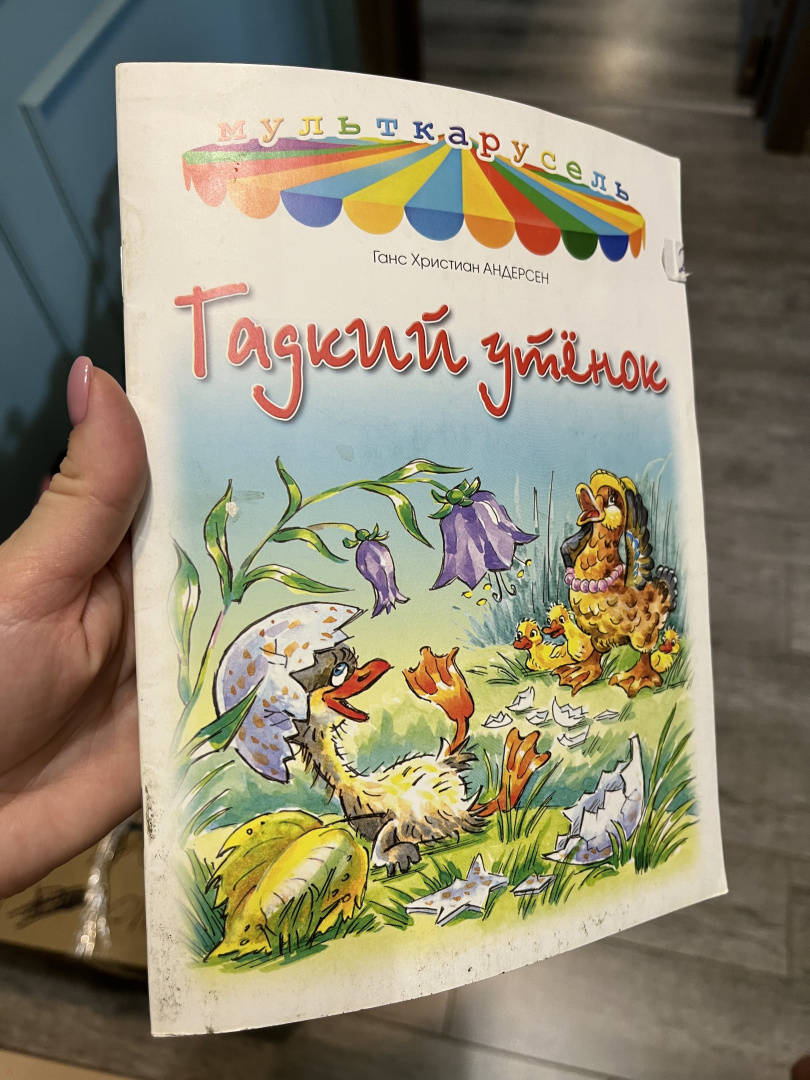 мульткарусель
Ганс Христиан АНДЕРСЕН
Гадкий утёнок